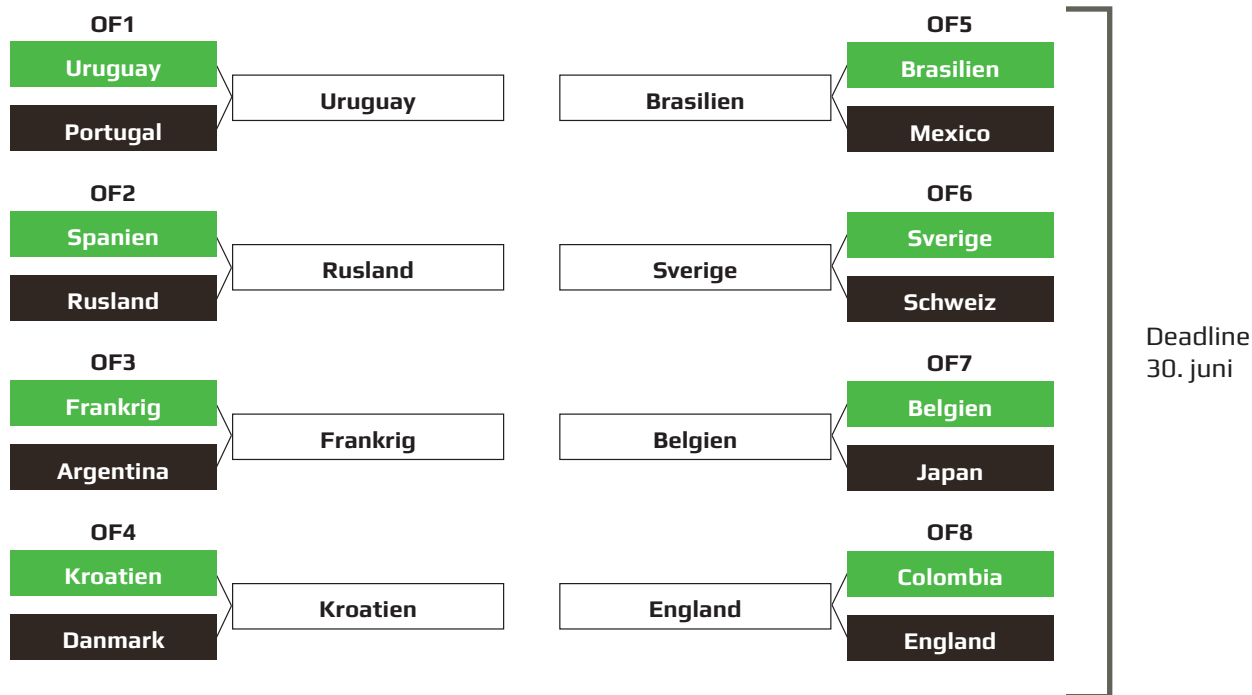 OF1
Uruguay
Portugal
Uruguay
OF2
Spanien
Rusland
Rusland
OF3
Frankrig
Argentina
Frankrig
OF4
Kroatien
Danmark
Kroatien
OF5
Brasilien
Mexico
Brasilien
OF6
Sverige
Schweiz
Sverige
OF7
Belgien
Japan
Belgien
OF8
Colombia
England
England
Deadline
30. juni